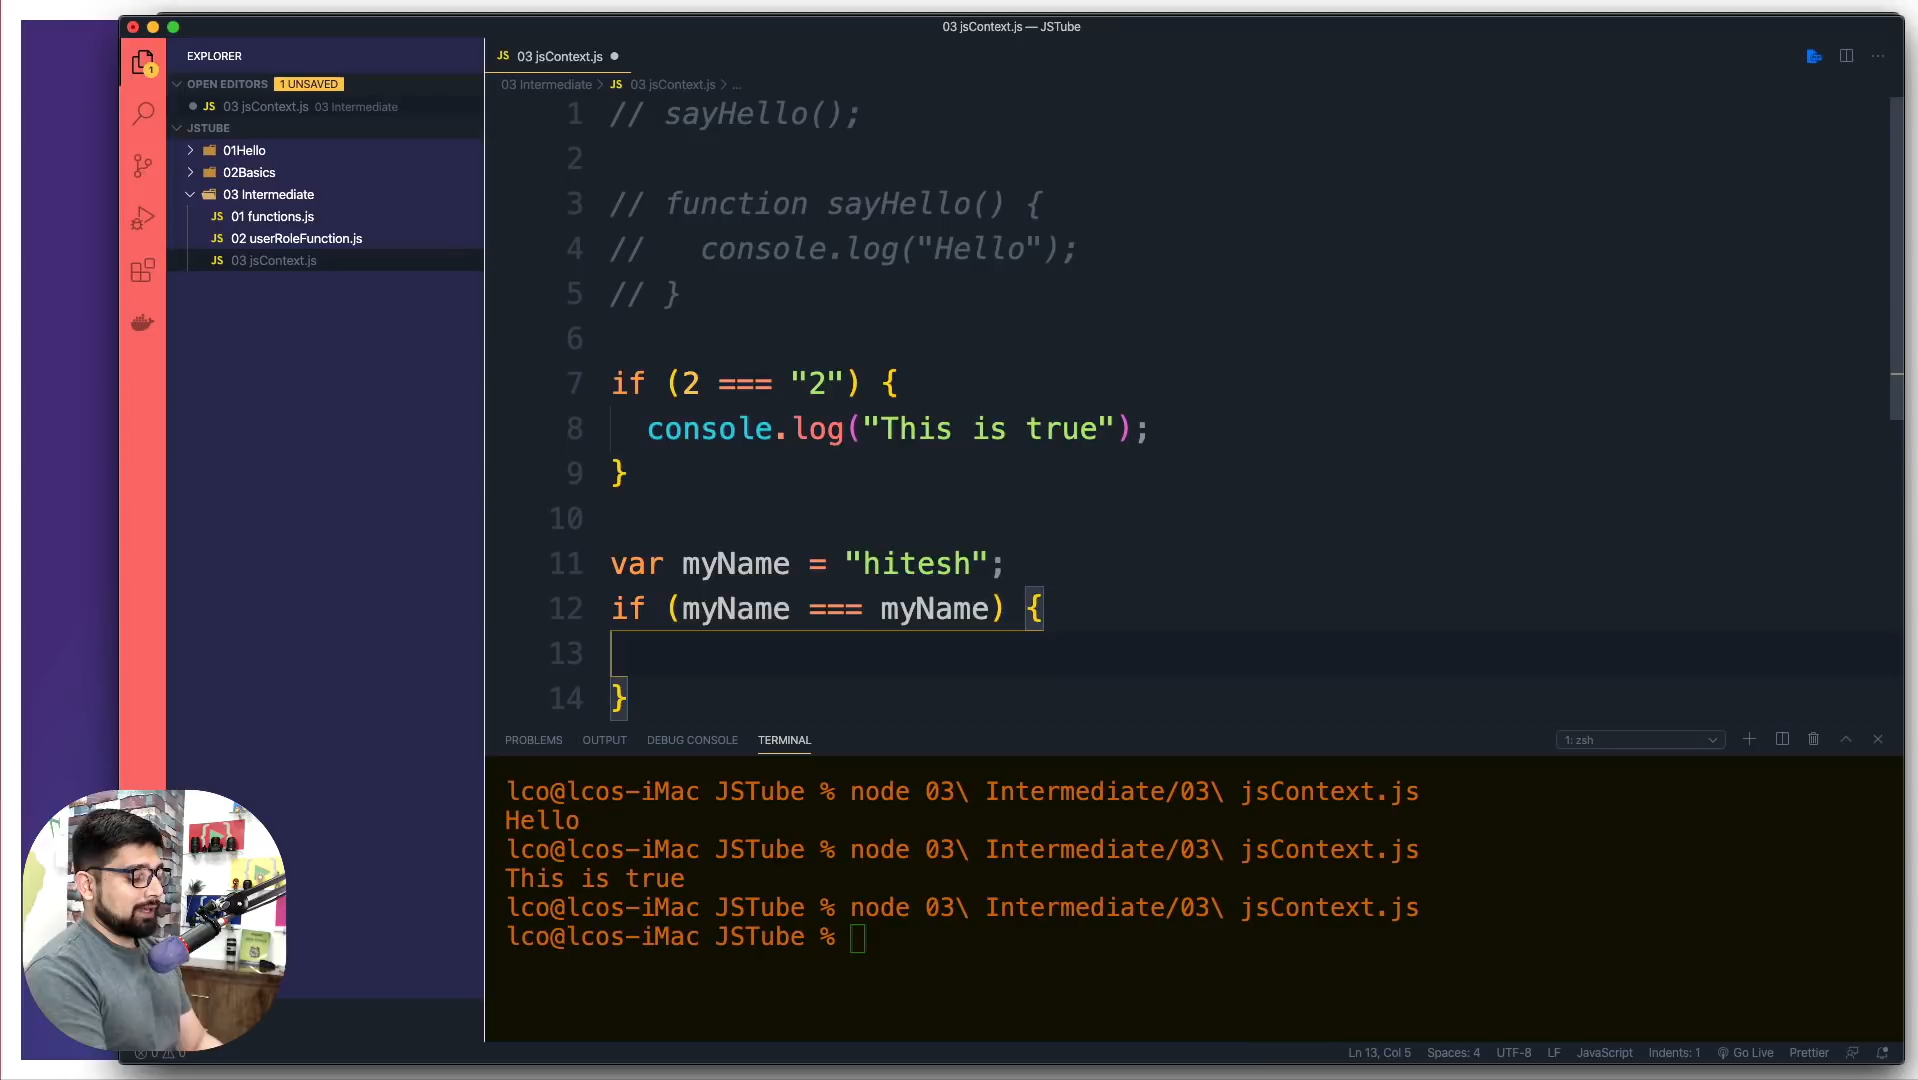 03 jsContext.js — JSTube
EXPLORER
OPEN EDITORS 1 UNSAVED
JS 03 jsContext.js 03 Intermediate
JSTUBE
01Hello
02Basics
03 Intermediate
JS 01 functions.js
JS 02 userRoleFunction.js
JS 03 jsContext.js
1
JS 03 jsContext.js
03 Intermediate > JS 03 jsContext.js > ...
1 // sayHello();
2
3 // function sayHello() {
4 //   console.log("Hello");
5 // }
6
7 if (2 === "2") {
8   console.log("This is true");
9 }
10
11 var myName = "hitesh";
12 if (myName === myName) {
13
14 }
PROBLEMS OUTPUT DEBUG CONSOLE TERMINAL 1: zsh
lco@lcos-iMac JSTube % node 03\ Intermediate/03\ jsContext.js
Hello
lco@lcos-iMac JSTube % node 03\ Intermediate/03\ jsContext.js
This is true
lco@lcos-iMac JSTube % node 03\ Intermediate/03\ jsContext.js
lco@lcos-iMac JSTube %
0 0 Ln 13, Col 5 Spaces: 4 UTF-8 LF JavaScript Indents: 1 Go Live Prettier